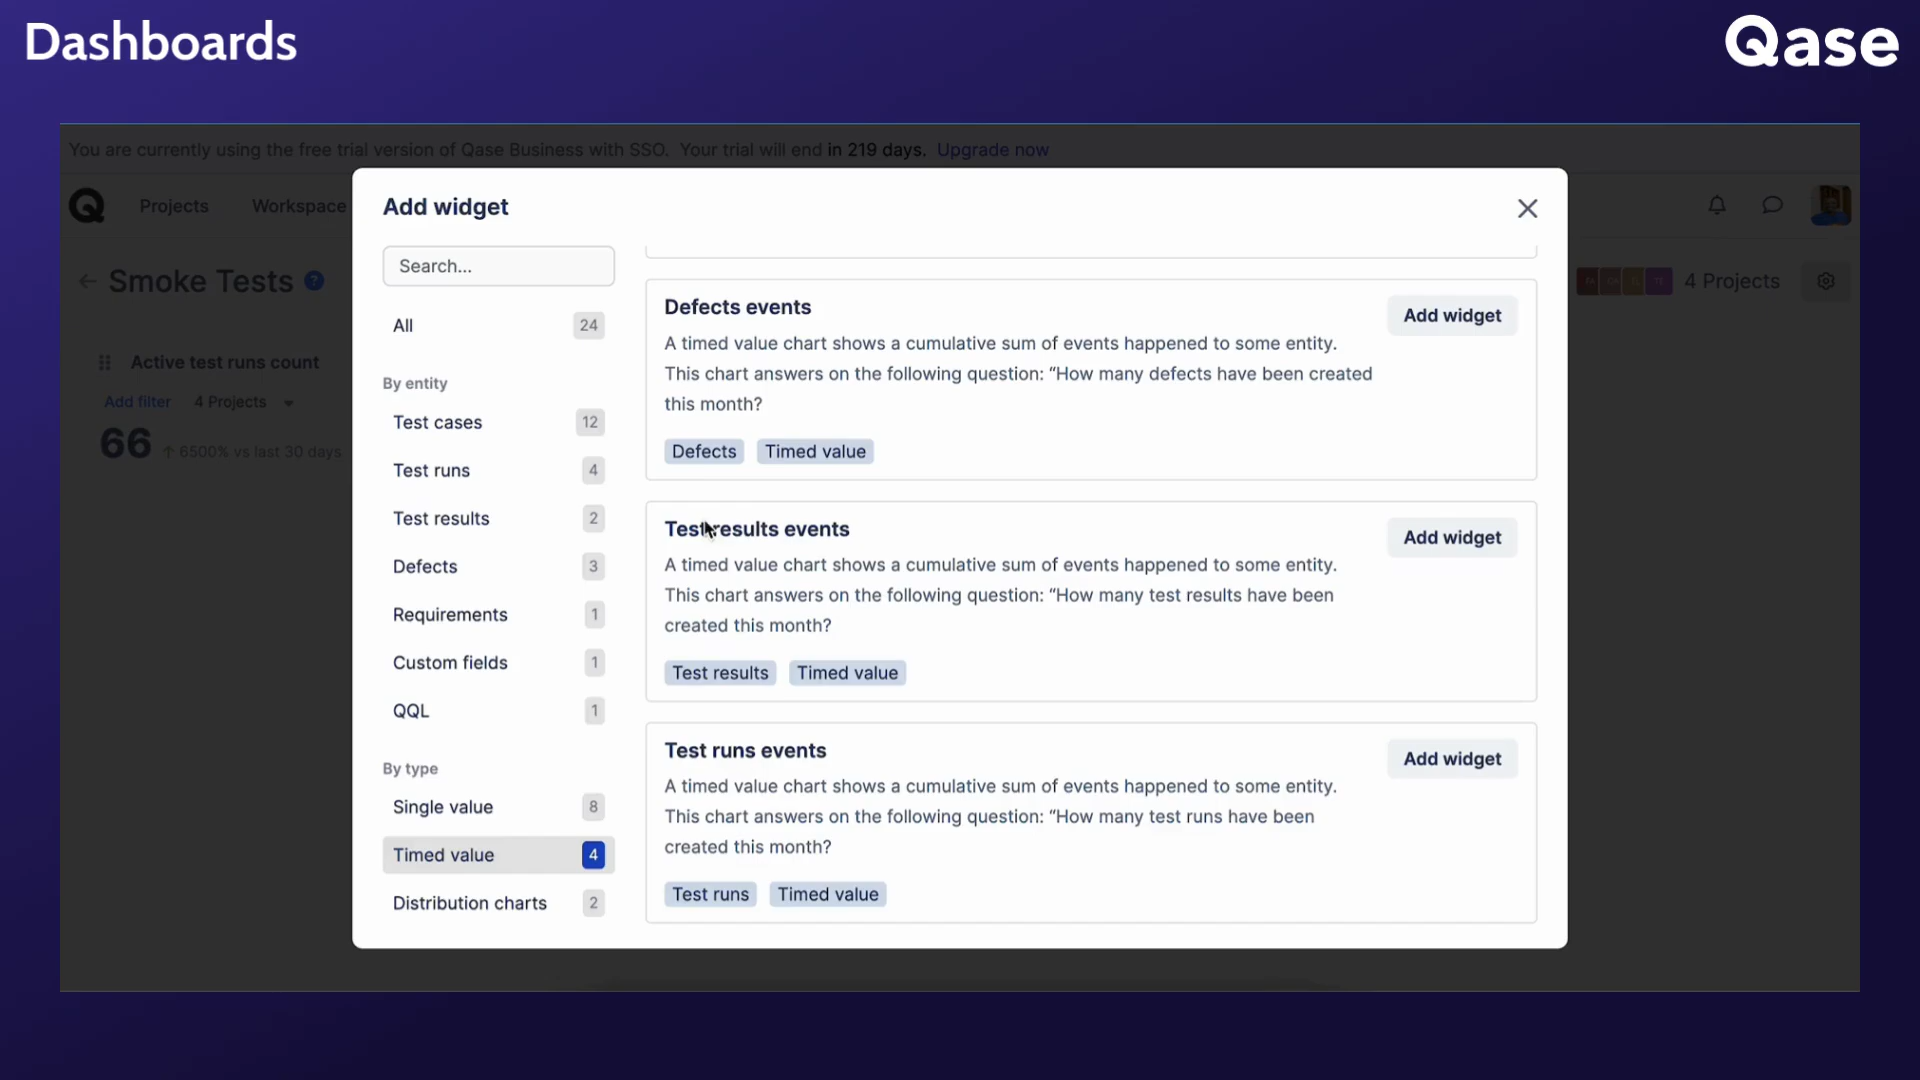 Dashboards
Qase
You are currently using the free trial version of Qase Business with SSO. Your trial will end in 219 days. Upgrade now
Projects
Workspace
Smoke Tests ?
4 Projects
Active test runs count
Add filter 4 Projects
66 ↑ 6500% vs last 30 days
Add widget
Search...
All 24
By entity
Test cases 12
Test runs 4
Test results 2
Defects 3
Requirements 1
Custom fields 1
QQL 1
By type
Single value 8
Timed value 4
Distribution charts 2
Defects events
Add widget
A timed value chart shows a cumulative sum of events happened to some entity.
This chart answers on the following question: “How many defects have been created
this month?
Defects Timed value
Test results events
Add widget
A timed value chart shows a cumulative sum of events happened to some entity.
This chart answers on the following question: “How many test results have been
created this month?
Test results Timed value
Test runs events
Add widget
A timed value chart shows a cumulative sum of events happened to some entity.
This chart answers on the following question: “How many test runs have been
created this month?
Test runs Timed value